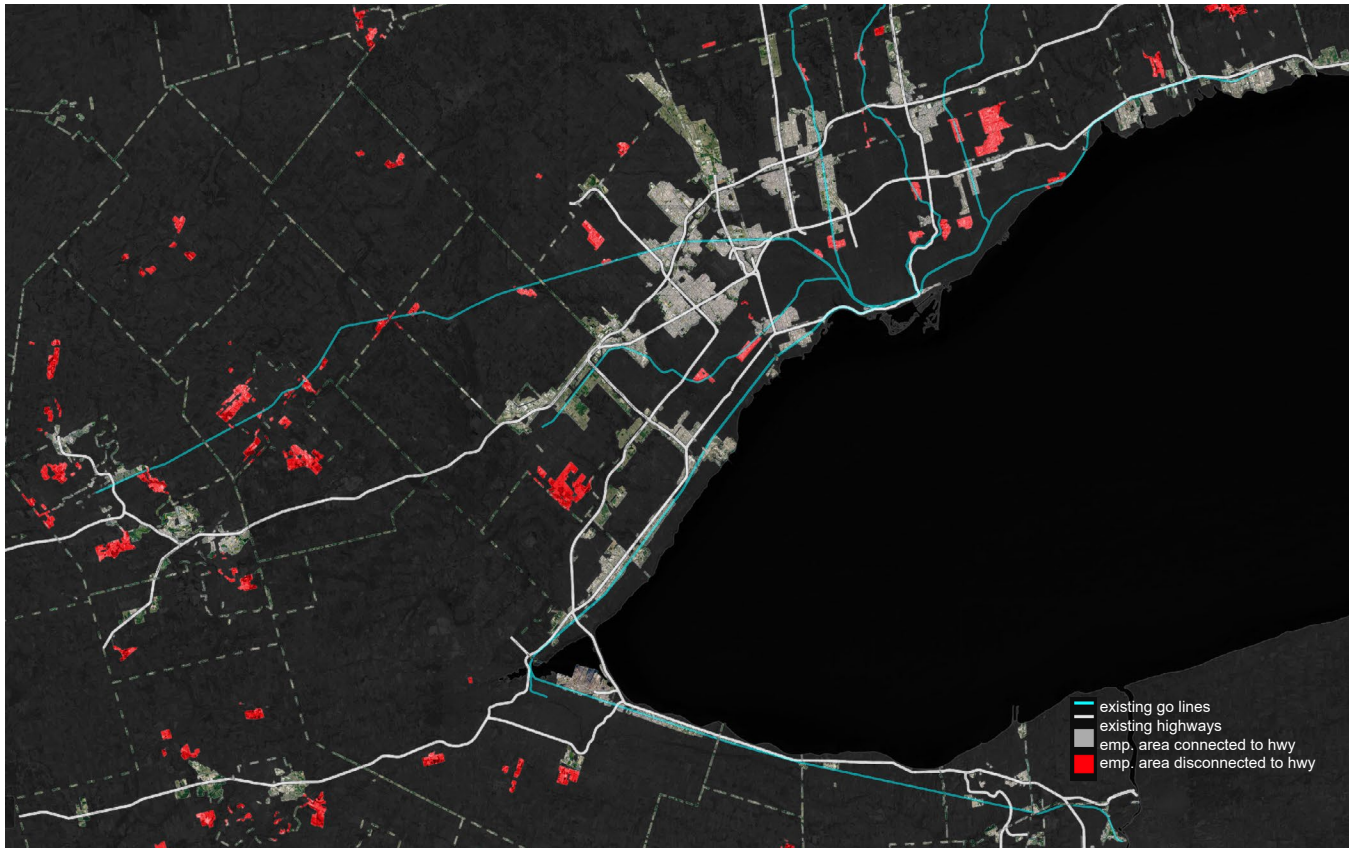 existing go lines
existing highways
emp. area connected to hwy
emp. area disconnected to hwy